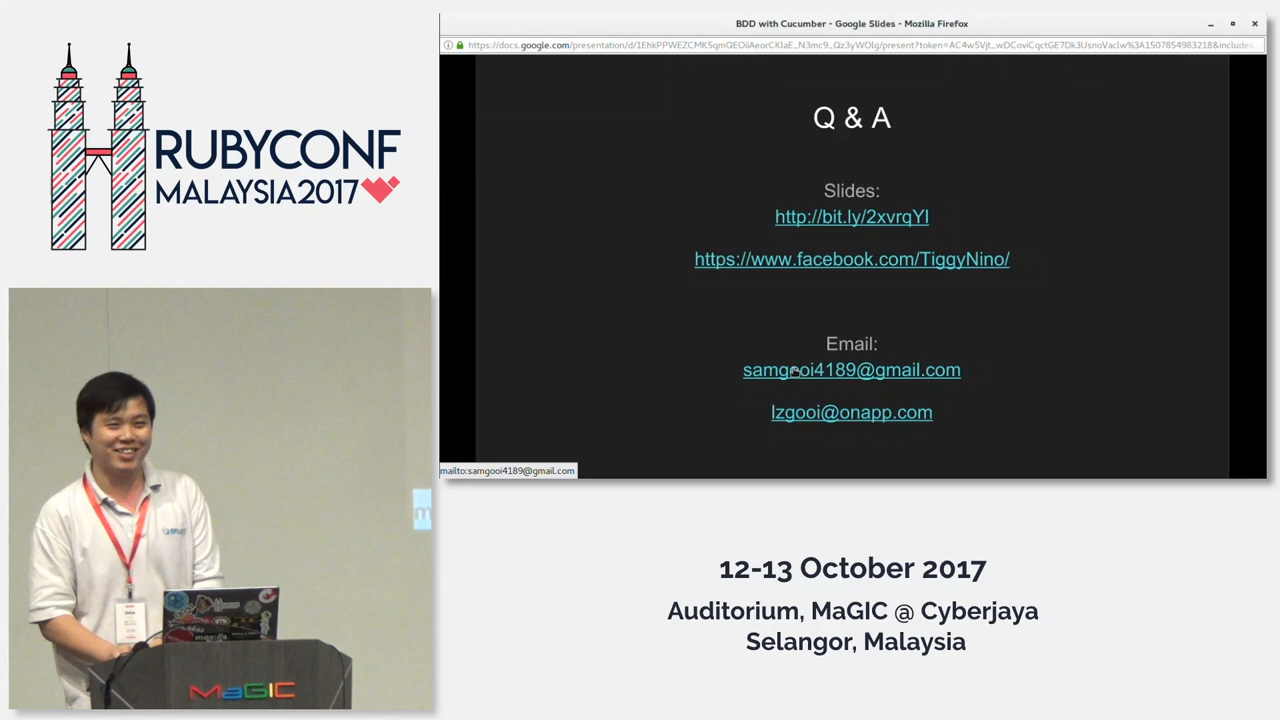 RUBYCONF
MALAYSIA2017
BDD with Cucumber - Google Slides - Mozilla Firefox
Q & A
Slides:
http://bit.ly/2xvrqYI
https://www.facebook.com/TiggyNino/
Email:
samgooi4189@gmail.com
lzgooi@onapp.com
mailto:samgooi4189@gmail.com
mozilla
MaGIC
12-13 October 2017
Auditorium, MaGIC @ Cyberjaya
Selangor, Malaysia